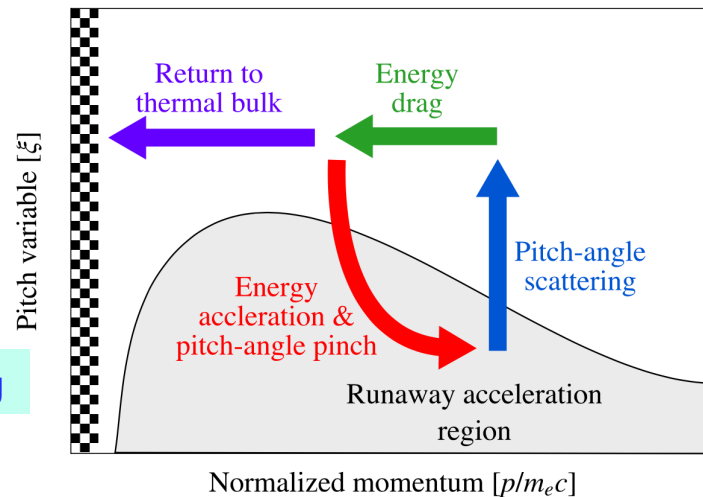 Return to
thermal bulk
Energy
drag
Pitch variable [ξ]
Pitch-angle
scattering
Energy
accleration &
pitch-angle pinch
Runaway acceleration
region
Normalized momentum [p/mₑc]